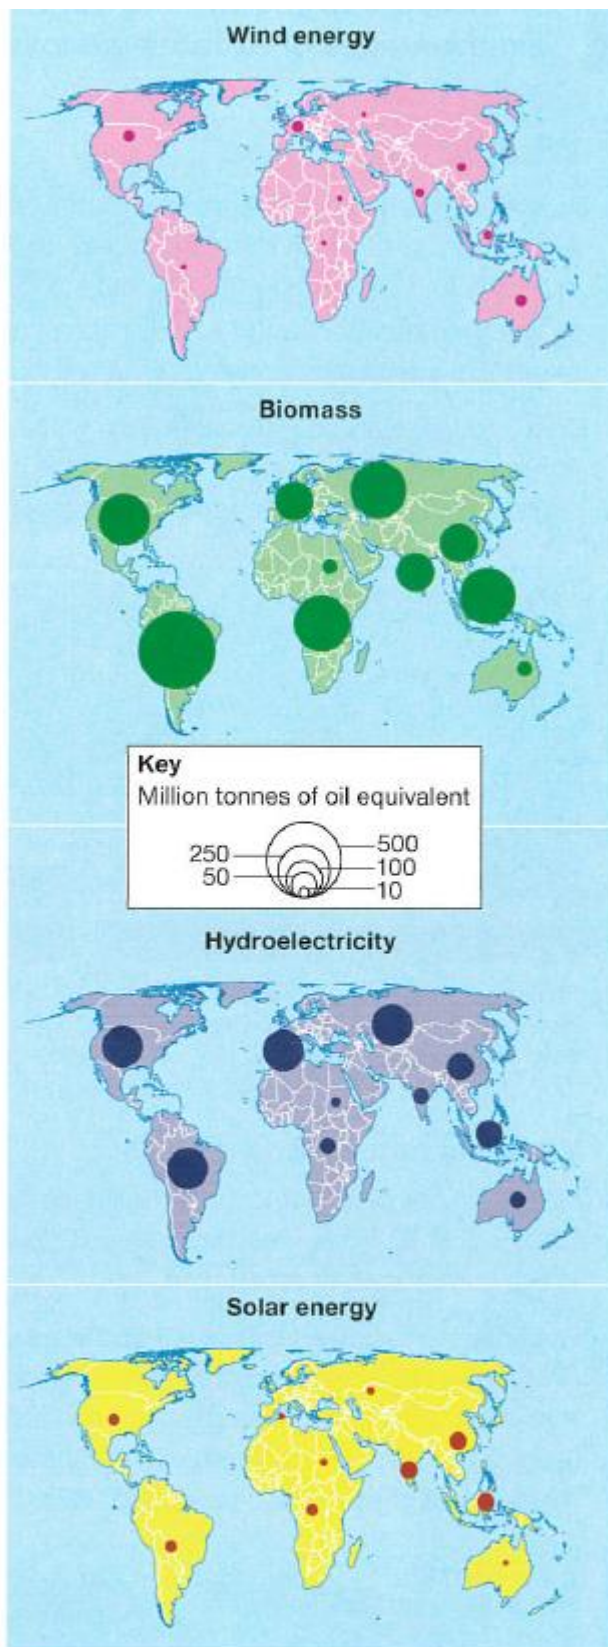 Wind energy
Biomass
Key
Million tonnes of oil equivalent
250
500
50
100
10
Hydroelectricity
Solar energy